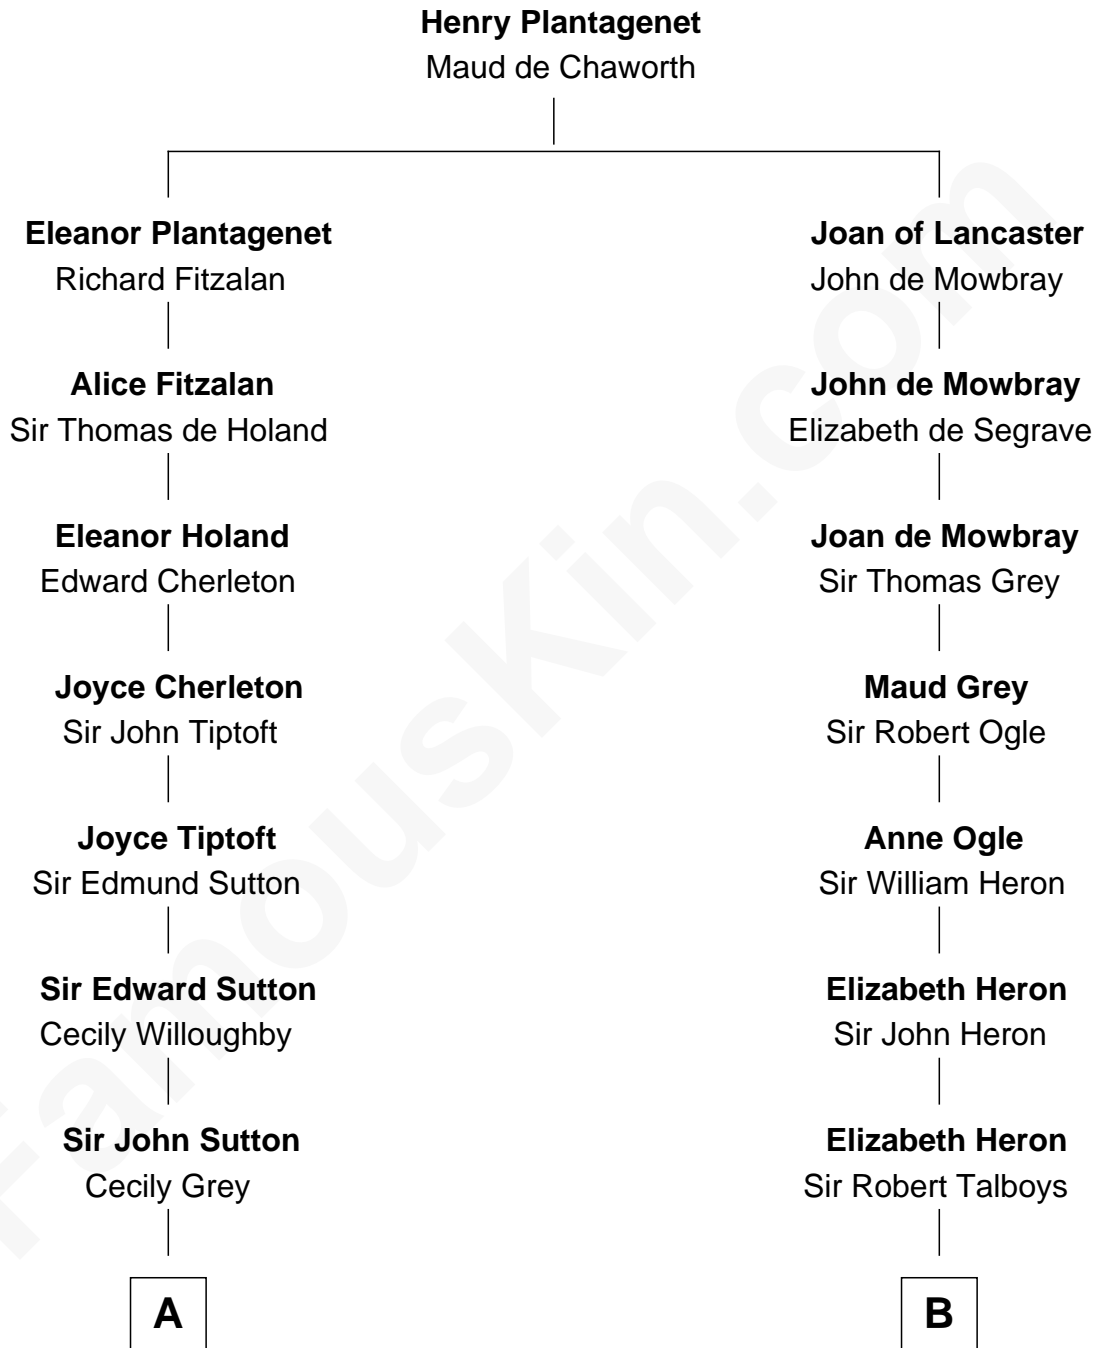 Henry Plantagenet
Maud de Chaworth
Eleanor Plantagenet
Richard Fitzalan
Alice Fitzalan
Sir Thomas de Holand
Eleanor Holand
Edward Cherleton
Joyce Cherleton
Sir John Tiptoft
Joyce Tiptoft
Sir Edmund Sutton
Sir Edward Sutton
Cecily Willoughby
Sir John Sutton
Cecily Grey
A
Joan of Lancaster
John de Mowbray
John de Mowbray
Elizabeth de Segrave
Joan de Mowbray
Sir Thomas Grey
Maud Grey
Sir Robert Ogle
Anne Ogle
Sir William Heron
Elizabeth Heron
Sir John Heron
Elizabeth Heron
Sir Robert Talboys
B
FamousKin.com